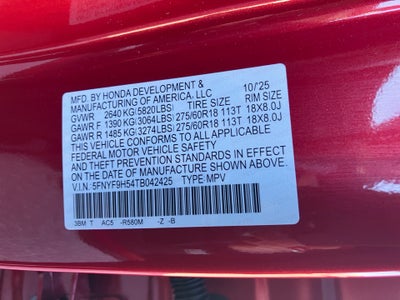 MFD. BY HONDA DEVELOPMENT & 10/25
MANUFACTURING OF AMERICA, LLC
GVWR 2640 KG(5820LBS) TIRE SIZE RIM SIZE
GAWR F 1390 KG(3064LBS) 275/60R18 113T 18X8.0J
GAWR R 1485 KG(3274LBS) 275/60R18 113T 18X8.0J
THIS VEHICLE CONFORMS TO ALL APPLICABLE
FEDERAL MOTOR VEHICLE SAFETY
AND THEFT PREVENTION STANDARDS IN EFFECT ON
THE DATE OF MANUFACTURE SHOWN ABOVE.
V.I.N. 5FNYF9H54TB042425 TYPE:MPV
3BM T AC5 -R580M -Z -B